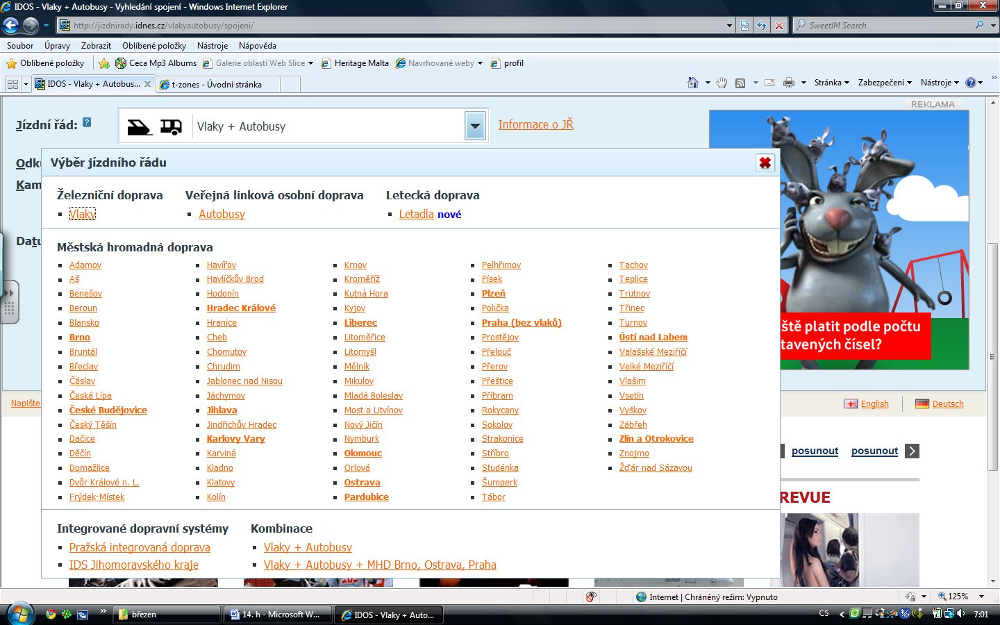 IDOS - Vlaky + Autobusy - Vyhledání spojení - Windows Internet Explorer
http://jizdnirady.idnes.cz/vlakyautobusy/spojeni/
SweetIM Search
Soubor Úpravy Zobrazit Oblíbené položky Nástroje Nápověda
Oblíbené položky Ceca Mp3 Albums Galerie oblastí Web Slice Heritage Malta Navrhované weby profil
IDOS - Vlaky + Autobus... t-zones - Úvodní stránka Stránka Zabezpečení Nástroje
REKLAMA
Jízdní řád: ? Vlaky + Autobusy Informace o JŘ
Odku
Kam
Datu
Výběr jízdního řádu
Železniční doprava Veřejná linková osobní doprava Letecká doprava
Vlaky Autobusy Letadla nové
Městská hromadná doprava
Adamov Havířov Krnov Pelhřimov Tachov
Aš Havlíčkův Brod Kroměříž Písek Teplice
Benešov Hodonín Kutná Hora Plzeň Trutnov
Beroun Hradec Králové Kyjov Polička Třinec
Blansko Hranice Liberec Praha (bez vlaků) Turnov
Brno Cheb Litoměřice Prostějov Ústí nad Labem
Bruntál Chomutov Litomyšl Přelouč Valašské Meziříčí
Břeclav Chrudim Mělník Přerov Velké Meziříčí
Čáslav Jablonec nad Nisou Mikulov Přeštice Vlašim
Česká Lípa Jáchymov Mladá Boleslav Příbram Vsetín
České Budějovice Jihlava Most a Litvínov Rokycany Vyškov
Český Těšín Jindřichův Hradec Nový Jičín Sokolov Zábřeh
Dačice Karlovy Vary Nymburk Strakonice Zlín a Otrokovice
Děčín Karviná Olomouc Stříbro Znojmo
Domažlice Kladno Orlová Studénka Žďár nad Sázavou
Dvůr Králové n. L. Klatovy Ostrava Šumperk
Frýdek-Místek Kolín Pardubice Tábor
Integrované dopravní systémy Kombinace
Pražská integrovaná doprava Vlaky + Autobusy
IDS Jihomoravského kraje Vlaky + Autobusy + MHD Brno, Ostrava, Praha
ště platit podle počtu
tavených čísel?
Napište English Deutsch
posunout posunout
REVUE
Internet | Chráněný režim: Vypnuto 125%
březen 14. h - Microsoft W... IDOS - Vlaky + Auto... CS 7:01